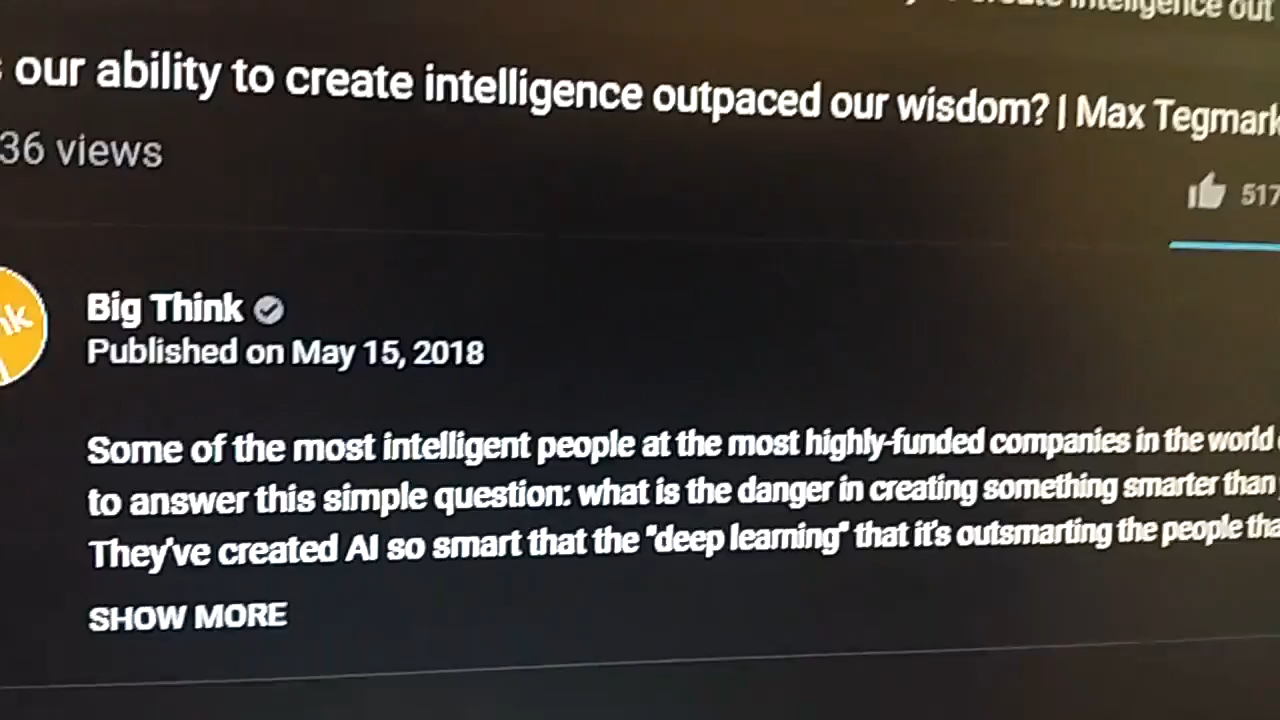 intelligence out
our ability to create intelligence outpaced our wisdom? | Max Tegmark
36 views
517
Big Think
Published on May 15, 2018
Some of the most intelligent people at the most highly-funded companies in the world
to answer this simple question: what is the danger in creating something smarter than
They've created AI so smart that the "deep learning" that it's outsmarting the people
SHOW MORE